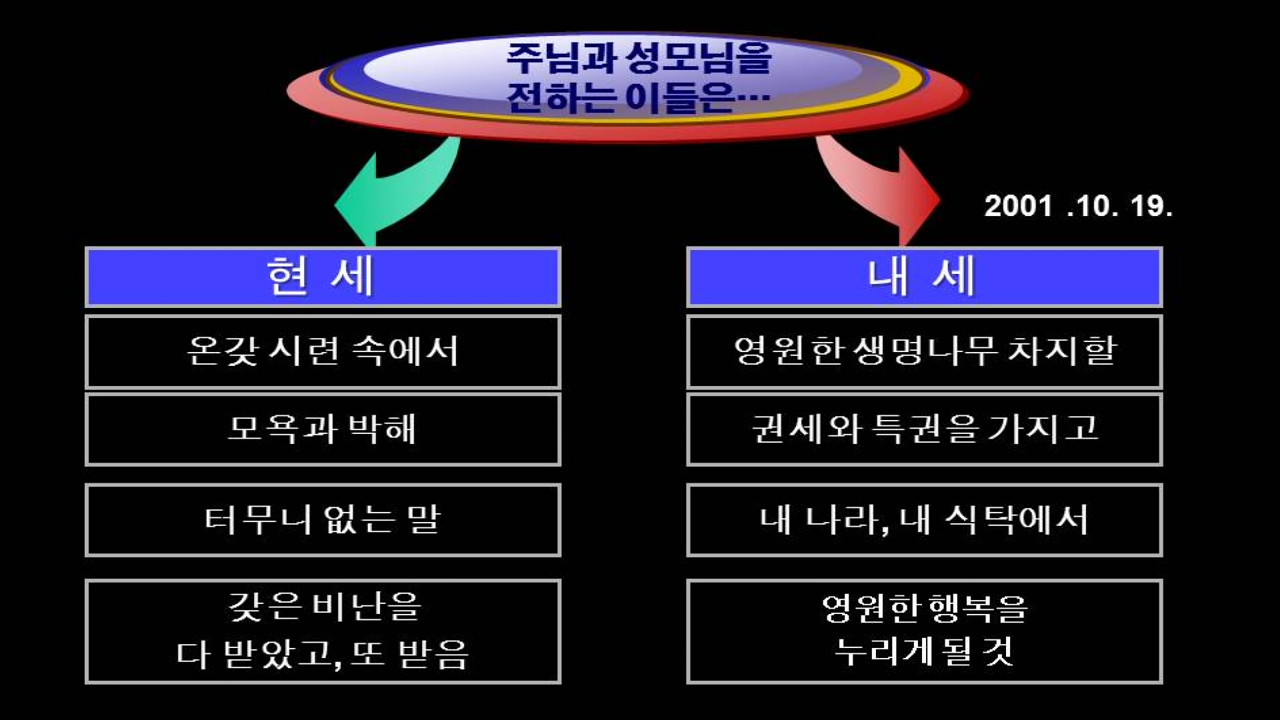 주님과 성모님을
전하는 이들은…
2001 .10. 19.
현 세
온갖 시련 속에서
모욕과 박해
터무니 없는 말
갖은 비난을
다 받았고, 또 받음
내 세
영원한 생명나무 차지할
권세와 특권을 가지고
내 나라, 내 식탁에서
영원한 행복을
누리게 될 것